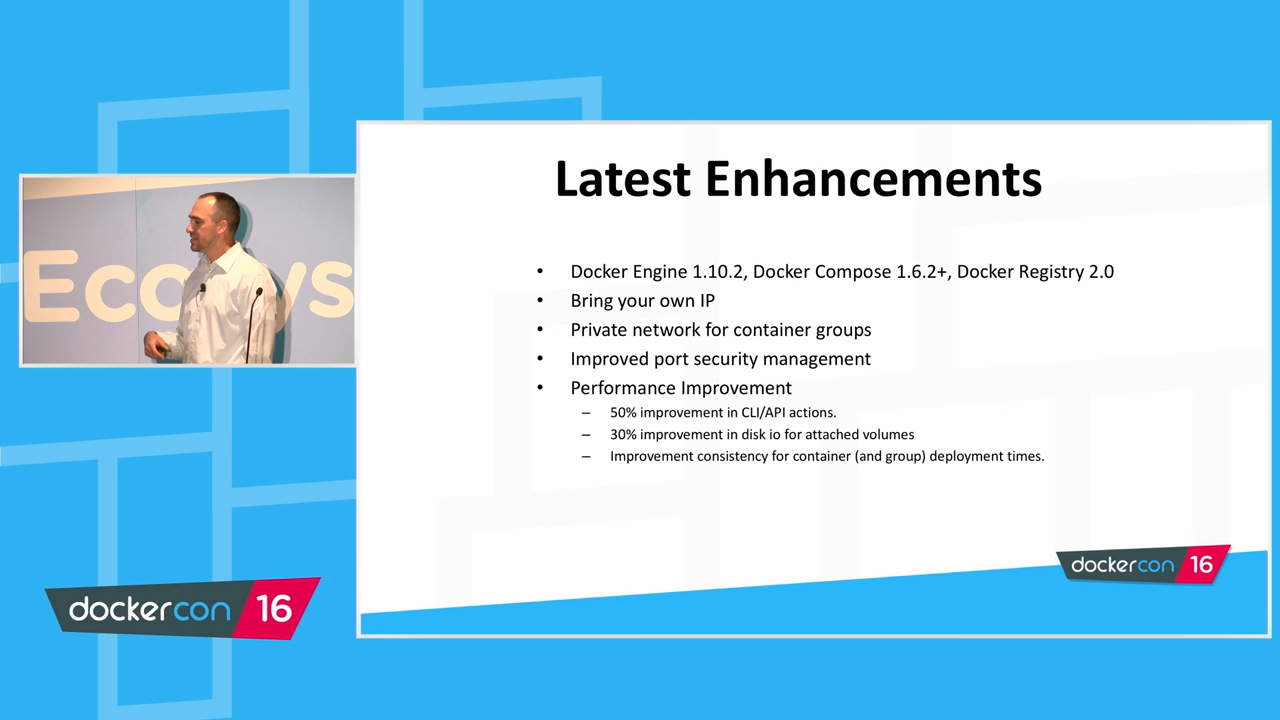 Latest Enhancements
• Docker Engine 1.10.2, Docker Compose 1.6.2+, Docker Registry 2.0
• Bring your own IP
• Private network for container groups
• Improved port security management
• Performance Improvement
– 50% improvement in CLI/API actions.
– 30% improvement in disk io for attached volumes
– Improvement consistency for container (and group) deployment times.
dockercon 16
Eco ys
dockercon 16